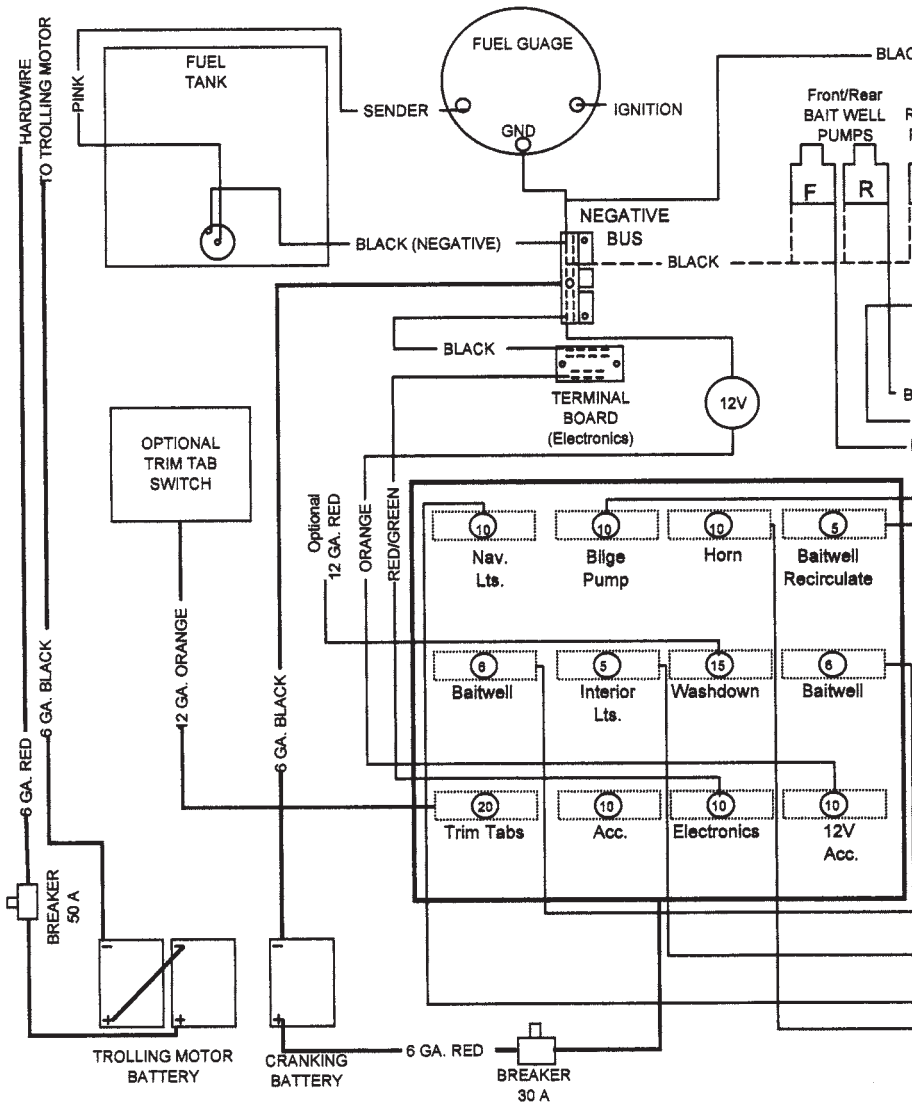 HARDWIRE
TO TROLLING MOTOR
PINK
FUEL
TANK
FUEL GUAGE
SENDER
IGNITION
GND
BLAC
Front/Rear
BAIT WELL
PUMPS
F
R
NEGATIVE
BUS
BLACK (NEGATIVE)
BLACK
BLACK
TERMINAL
BOARD
(Electronics)
12V
OPTIONAL
TRIM TAB
SWITCH
Optional
12 GA. RED
ORANGE
RED/GREEN
10
Nav.
Lts.
10
Bilge
Pump
10
Horn
5
Baitwell
Recirculate
6
Baitwell
5
Interior
Lts.
15
Washdown
6
Baitwell
20
Trim Tabs
10
Acc.
10
Electronics
10
12V
Acc.
12 GA. ORANGE
6 GA. BLACK
6 GA. BLACK
6 GA. RED
BREAKER
50 A
-
-
-
+
+
+
TROLLING MOTOR
BATTERY
CRANKING
BATTERY
6 GA. RED
BREAKER
30 A